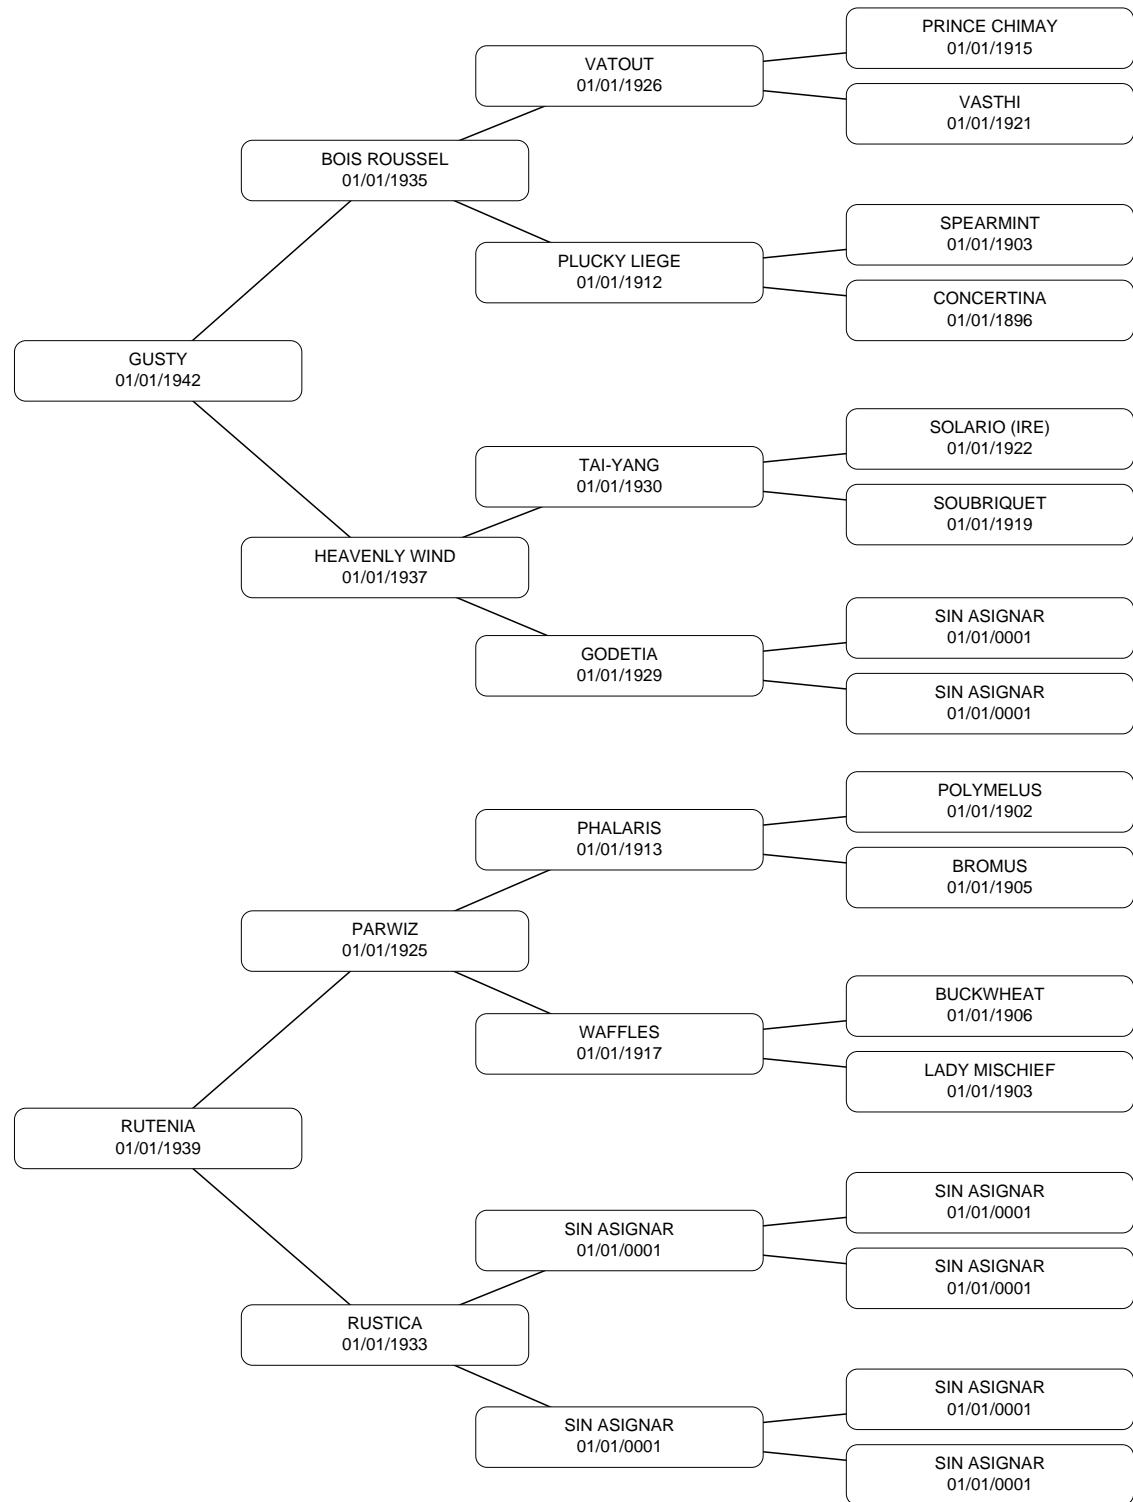 PRINCE CHIMAY
01/01/1915
VATOUT
01/01/1926
VASTHI
01/01/1921
BOIS ROUSSEL
01/01/1935
SPEARMINT
01/01/1903
PLUCKY LIEGE
01/01/1912
CONCERTINA
01/01/1896
GUSTY
01/01/1942
SOLARIO (IRE)
01/01/1922
TAI-YANG
01/01/1930
SOUBRIQUET
01/01/1919
HEAVENLY WIND
01/01/1937
SIN ASIGNAR
01/01/0001
GODETIA
01/01/1929
SIN ASIGNAR
01/01/0001
POLYMELUS
01/01/1902
PHALARIS
01/01/1913
BROMUS
01/01/1905
PARWIZ
01/01/1925
BUCKWHEAT
01/01/1906
WAFFLES
01/01/1917
LADY MISCHIEF
01/01/1903
RUTENIA
01/01/1939
SIN ASIGNAR
01/01/0001
SIN ASIGNAR
01/01/0001
SIN ASIGNAR
01/01/0001
RUSTICA
01/01/1933
SIN ASIGNAR
01/01/0001
SIN ASIGNAR
01/01/0001
SIN ASIGNAR
01/01/0001